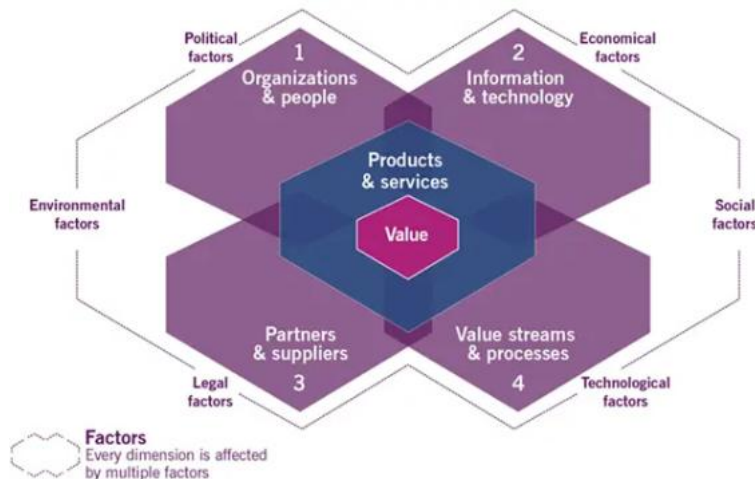 Political
factors
1
Organizations
& people
2
Information
& technology
Economical
factors
Products
& services
Environmental
factors
Value
Social
factors
Partners
& suppliers
3
Value streams
& processes
4
Legal
factors
Technological
factors
Factors
Every dimension is affected
by multiple factors